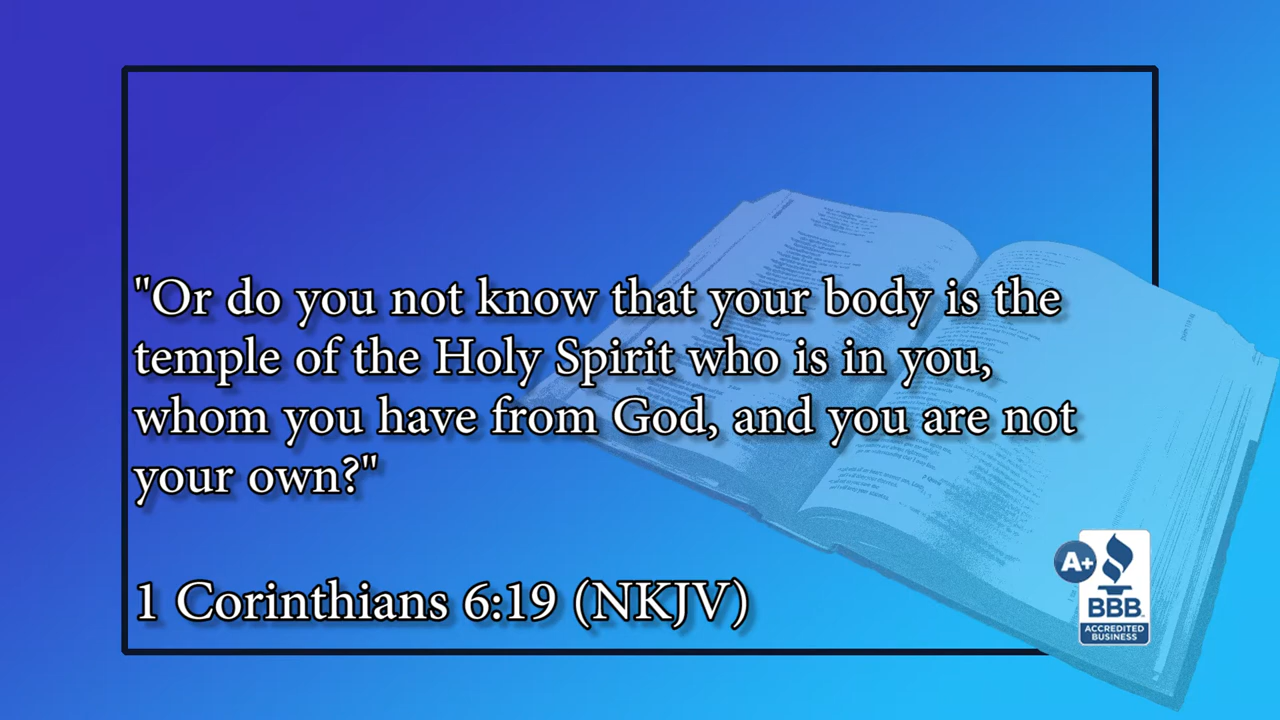 "Or do you not know that your body is the
temple of the Holy Spirit who is in you,
whom you have from God, and you are not
your own?"
1 Corinthians 6:19 (NKJV)
A+
BBB
ACCREDITED
BUSINESS